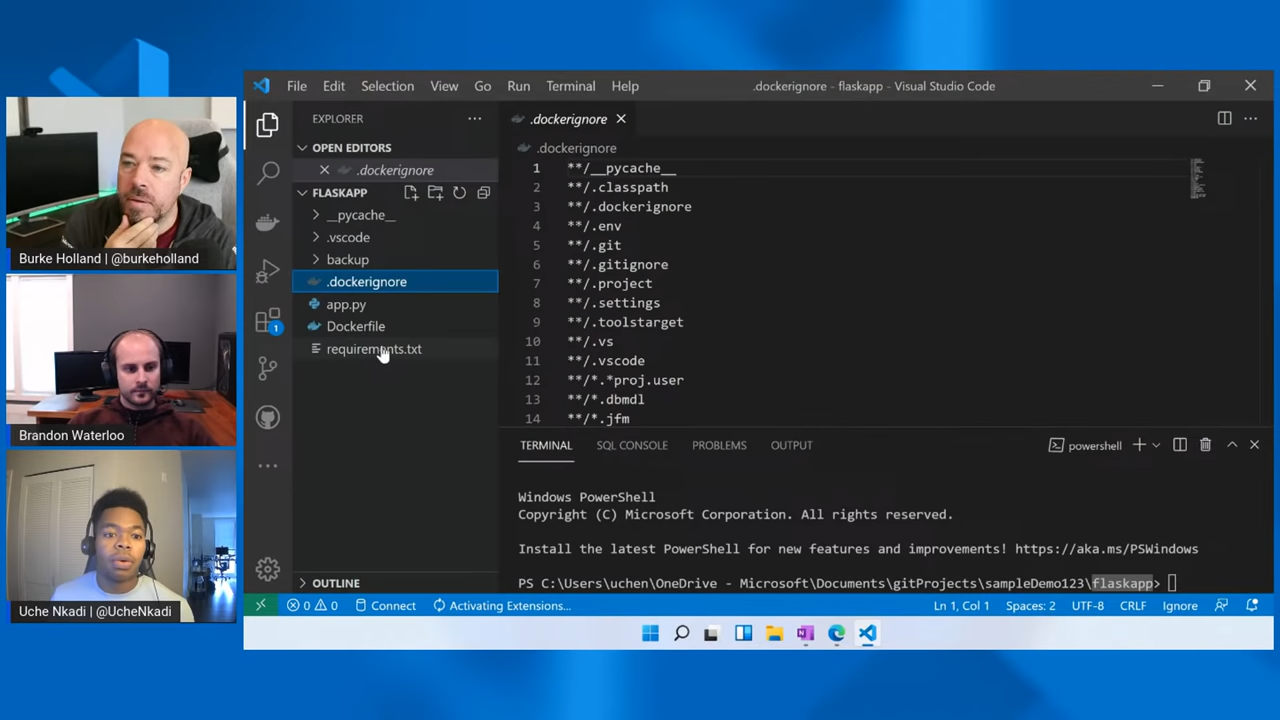 Burke Holland | @burkeholland
Brandon Waterloo
Uche Nkadi | @UcheNkadi
File Edit Selection View Go Run Terminal Help
.dockerignore - flaskapp - Visual Studio Code
EXPLORER
OPEN EDITORS
.dockerignore
FLASKAPP
__pycache__
.vscode
backup
.dockerignore
app.py
Dockerfile
requirements.txt
OUTLINE
1
.dockerignore
.dockerignore
1 **/__pycache__
2 **/.classpath
3 **/.dockerignore
4 **/.env
5 **/.git
6 **/.gitignore
7 **/.project
8 **/.settings
9 **/.toolstarget
10 **/.vs
11 **/.vscode
12 **/*.*proj.user
13 **/*.dbmdl
14 **/*.jfm
TERMINAL SQL CONSOLE PROBLEMS OUTPUT
powershell
Windows PowerShell
Copyright (C) Microsoft Corporation. All rights reserved.
Install the latest PowerShell for new features and improvements! https://aka.ms/PSWindows
PS C:\Users\uchen\OneDrive - Microsoft\Documents\gitProjects\sampleDemo123\flaskapp>
0 0 Connect Activating Extensions... Ln 1, Col 1 Spaces: 2 UTF-8 CRLF Ignore